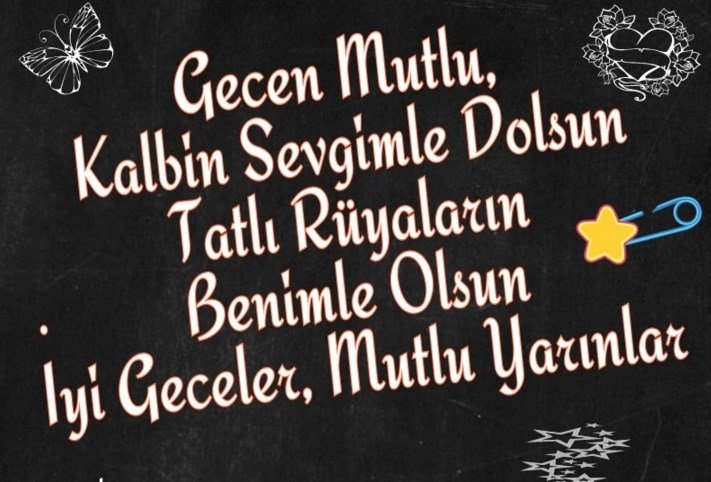 Gecen Mutlu,
Kalbin Sevgimle Dolsun
Tatlı Rüyaların
Benimle Olsun
İyi Geceler, Mutlu Yarınlar